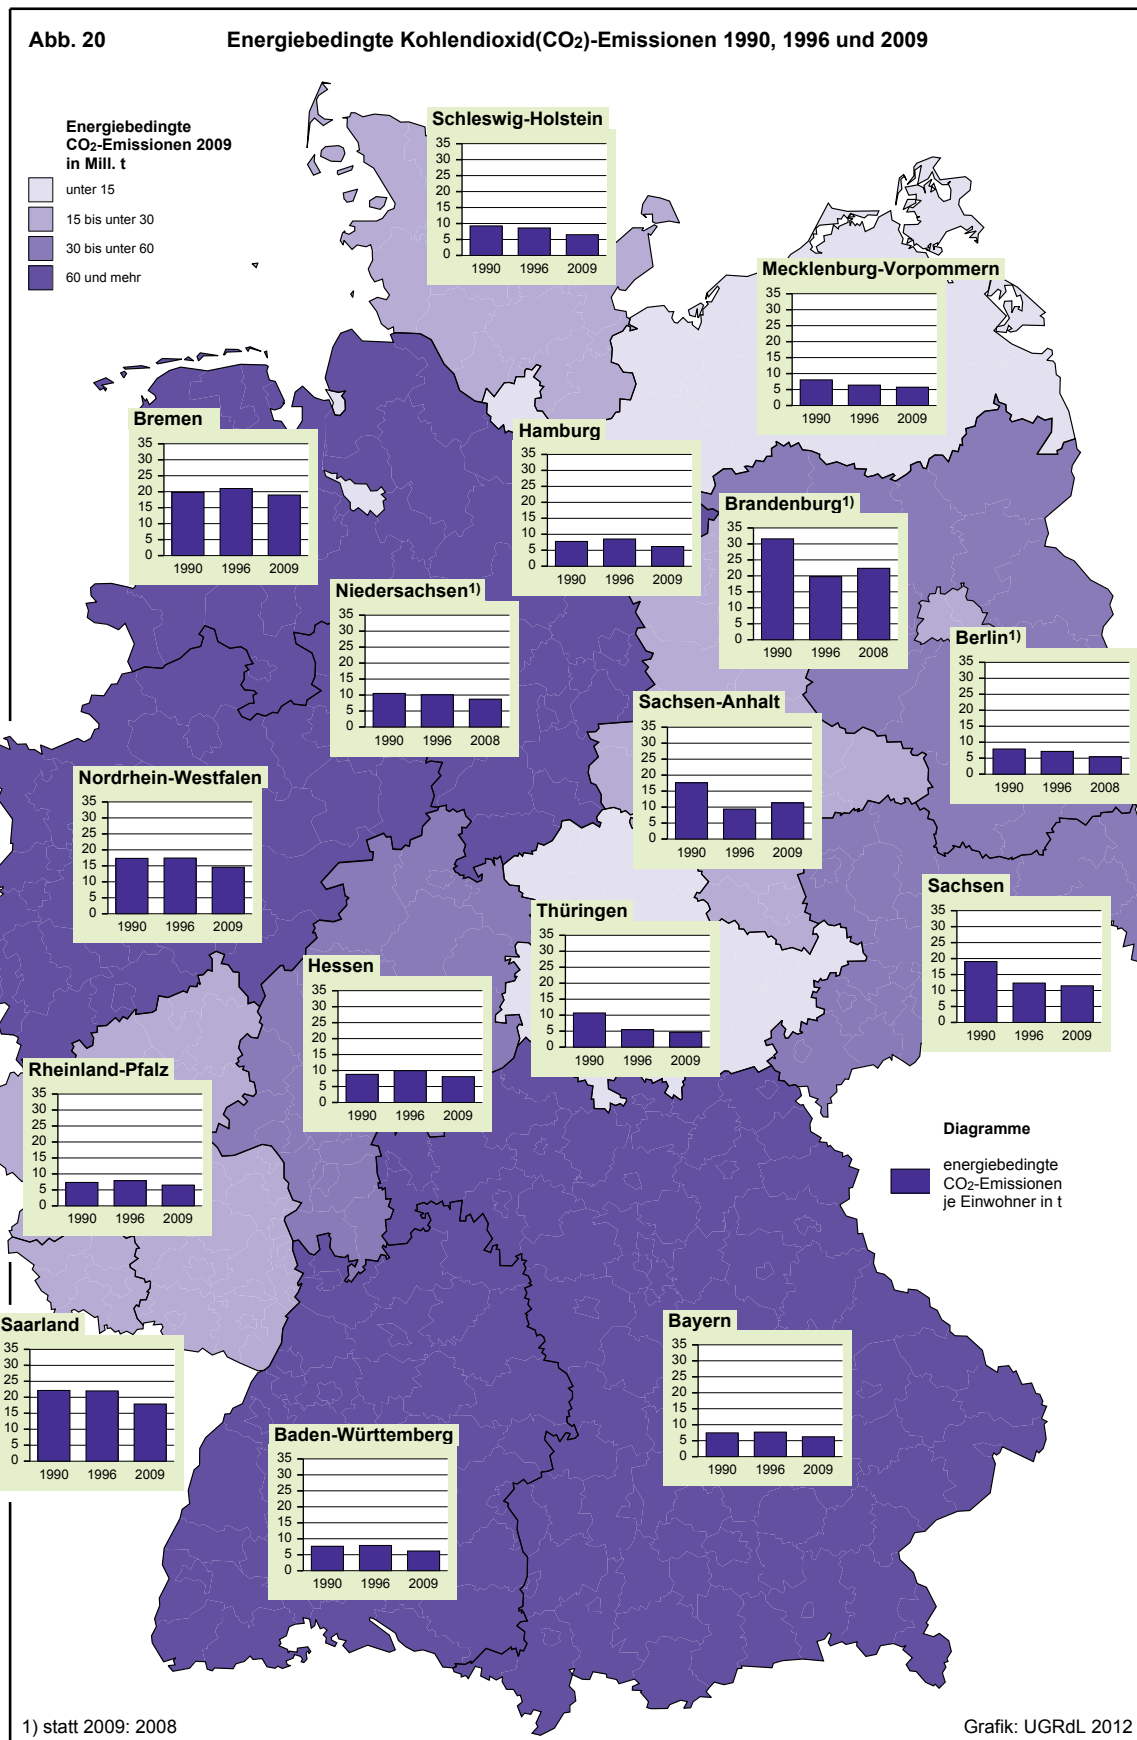 Abb. 20 Energiebedingte Kohlendioxid(CO2)-Emissionen 1990, 1996 und 2009
Energiebedingte
CO2-Emissionen 2009
in Mill. t
unter 15
15 bis unter 30
30 bis unter 60
60 und mehr
Schleswig-Holstein
35
30
25
20
15
10
5
0
1990 1996 2009
Mecklenburg-Vorpommern
35
30
25
20
15
10
5
0
1990 1996 2009
Bremen
35
30
25
20
15
10
5
0
1990 1996 2009
Hamburg
35
30
25
20
15
10
5
0
1990 1996 2009
Brandenburg1)
35
30
25
20
15
10
5
0
1990 1996 2008
Niedersachsen1)
35
30
25
20
15
10
5
0
1990 1996 2008
Berlin1)
35
30
25
20
15
10
5
0
1990 1996 2008
Sachsen-Anhalt
35
30
25
20
15
10
5
0
1990 1996 2009
Nordrhein-Westfalen
35
30
25
20
15
10
5
0
1990 1996 2009
Sachsen
35
30
25
20
15
10
5
0
1990 1996 2009
Thüringen
35
30
25
20
15
10
5
0
1990 1996 2009
Hessen
35
30
25
20
15
10
5
0
1990 1996 2009
Rheinland-Pfalz
35
30
25
20
15
10
5
0
1990 1996 2009
Diagramme
energiebedingte
CO2-Emissionen
je Einwohner in t
Saarland
35
30
25
20
15
10
5
0
1990 1996 2009
Bayern
35
30
25
20
15
10
5
0
1990 1996 2009
Baden-Württemberg
35
30
25
20
15
10
5
0
1990 1996 2009
1) statt 2009: 2008
Grafik: UGRdL 2012